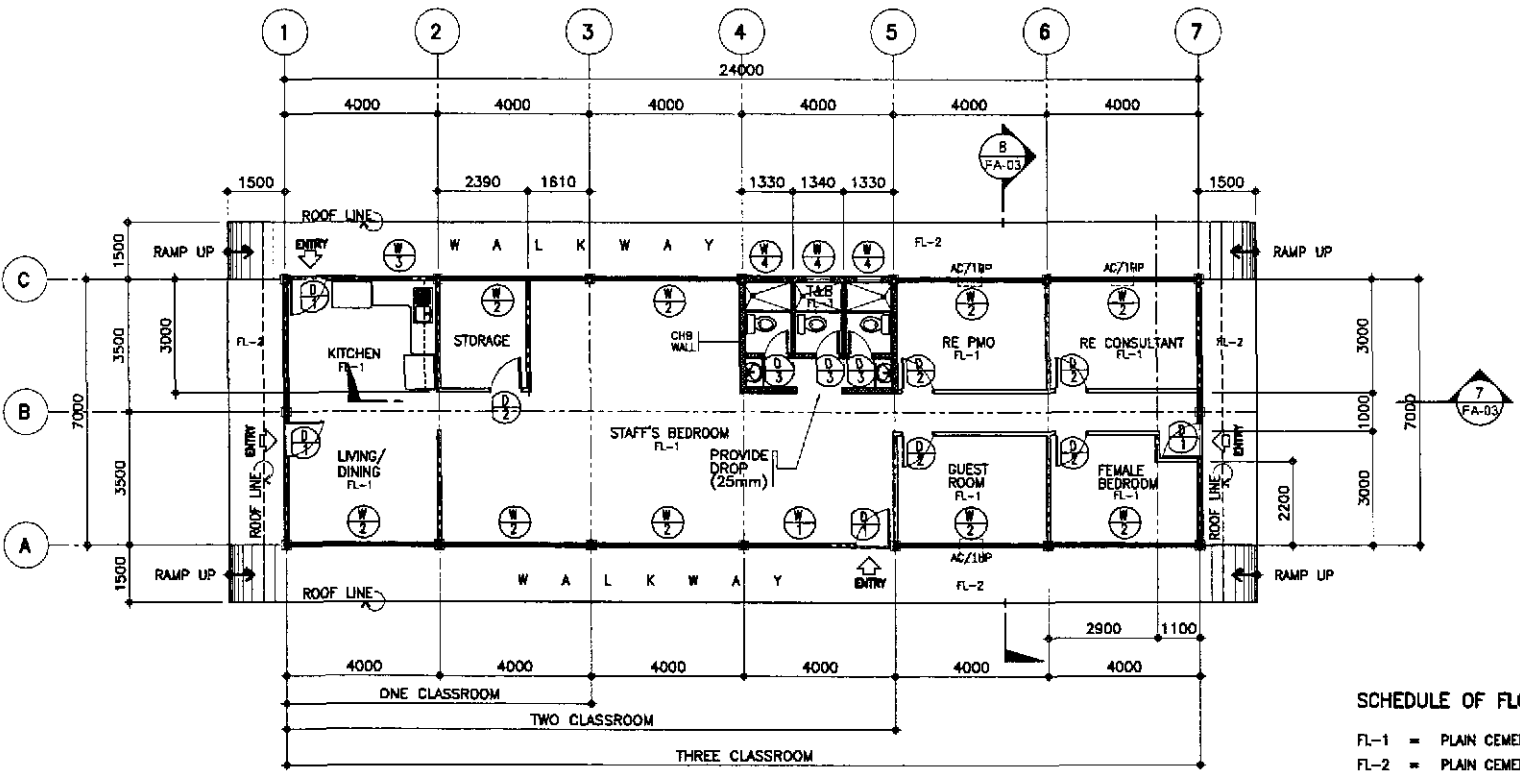 1 2 3 4 5 6 7
24000
4000 4000 4000 4000 4000 4000
B
FA-03
1500 2390 1610 1330 1340 1330 1500
ROOF LINE
RAMP UP ENTRY W 3 W A L K W A Y W 4 W 4 W 4 FL-2 RAMP UP
1500
C
AC/1HP AC/1HP
D 1 W 2 W 2 T&B FL-1 W 2 W 2
3500 3000 FL-2 KITCHEN FL-1 STORAGE CHB WALL RE PMO FL-1 RE CONSULTANT FL-1 FL-2 3000
D 3 D 3 D 3 D 2 D 2
D 2
B 7000 1000 7000
7
FA-03
ENTRY D 1 STAFF'S BEDROOM FL-1 D 1 ENTRY
LIVING/
DINING
FL-1
PROVIDE
DROP
(25mm)
D 2 D 2
GUEST
ROOM
FL-1
FEMALE
BEDROOM
FL-1
3500 ROOF LINE ROOF LINE 2200 3000
W 2 W 2 W 2 W 1 D 1 W 2 W 2
A
AC/1HP
1500 RAMP UP W A L K W A Y ENTRY FL-2 RAMP UP
ROOF LINE
2900 1100
4000 4000 4000 4000 4000 4000
ONE CLASSROOM
TWO CLASSROOM
THREE CLASSROOM
SCHEDULE OF FLO
FL-1 = PLAIN CEME
FL-2 = PLAIN CEME